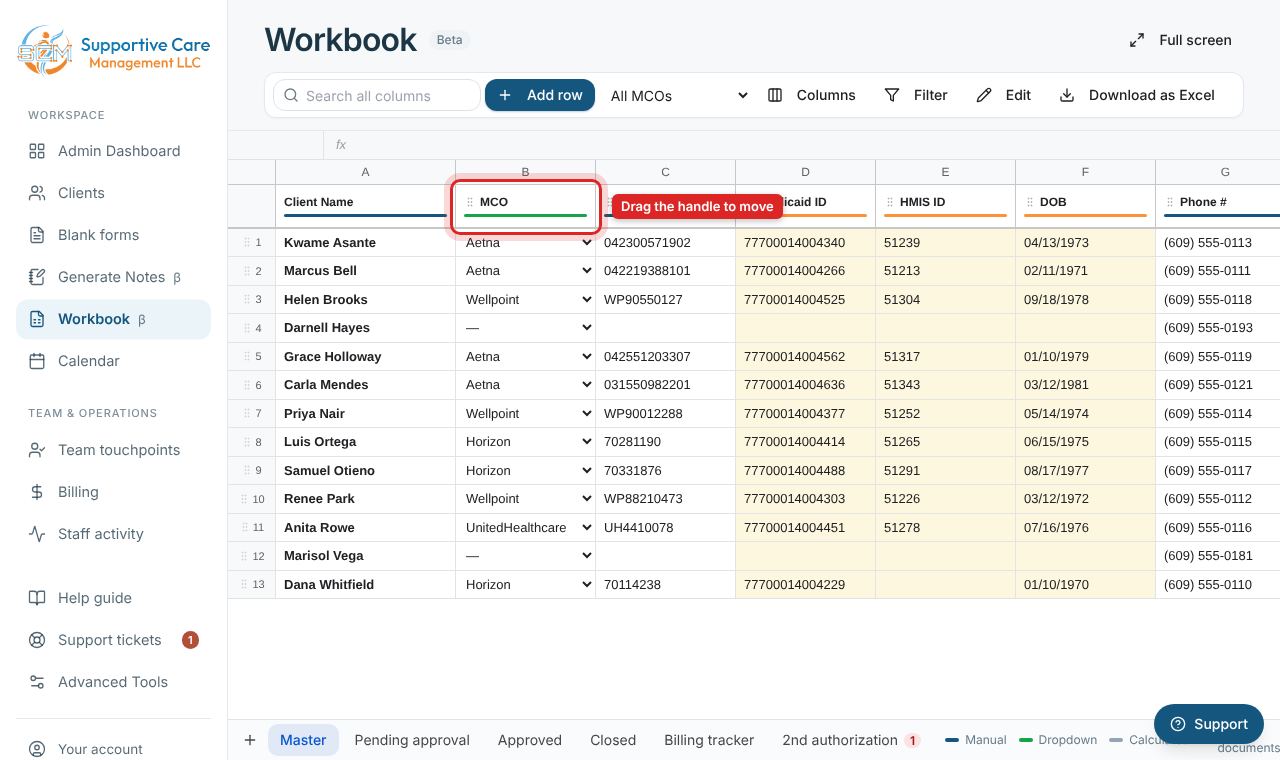 SCM Supportive Care
Management LLC
WORKSPACE
Admin Dashboard
Clients
Blank forms
Generate Notes β
Workbook β
Calendar
TEAM & OPERATIONS
Team touchpoints
Billing
Staff activity
Help guide
Support tickets 1
Advanced Tools
Your account
Workbook Beta
Full screen
Search all columns
Add row
All MCOs
Columns
Filter
Edit
Download as Excel
fx
A B C D E F G
Client Name MCO Drag the handle to move icaid ID HMIS ID DOB Phone #
1 Kwame Asante Aetna 042300571902 77700014004340 51239 04/13/1973 (609) 555-0113
2 Marcus Bell Aetna 042219388101 77700014004266 51213 02/11/1971 (609) 555-0111
3 Helen Brooks Wellpoint WP90550127 77700014004525 51304 09/18/1978 (609) 555-0118
4 Darnell Hayes — (609) 555-0193
5 Grace Holloway Aetna 042551203307 77700014004562 51317 01/10/1979 (609) 555-0119
6 Carla Mendes Aetna 031550982201 77700014004636 51343 03/12/1981 (609) 555-0121
7 Priya Nair Wellpoint WP90012288 77700014004377 51252 05/14/1974 (609) 555-0114
8 Luis Ortega Horizon 70281190 77700014004414 51265 06/15/1975 (609) 555-0115
9 Samuel Otieno Horizon 70331876 77700014004488 51291 08/17/1977 (609) 555-0117
10 Renee Park Wellpoint WP88210473 77700014004303 51226 03/12/1972 (609) 555-0112
11 Anita Rowe UnitedHealthcare UH4410078 77700014004451 51278 07/16/1976 (609) 555-0116
12 Marisol Vega — (609) 555-0181
13 Dana Whitfield Horizon 70114238 77700014004229 01/10/1970 (609) 555-0110
Master Pending approval Approved Closed Billing tracker 2nd authorization 1 Manual Dropdown
documents
Support